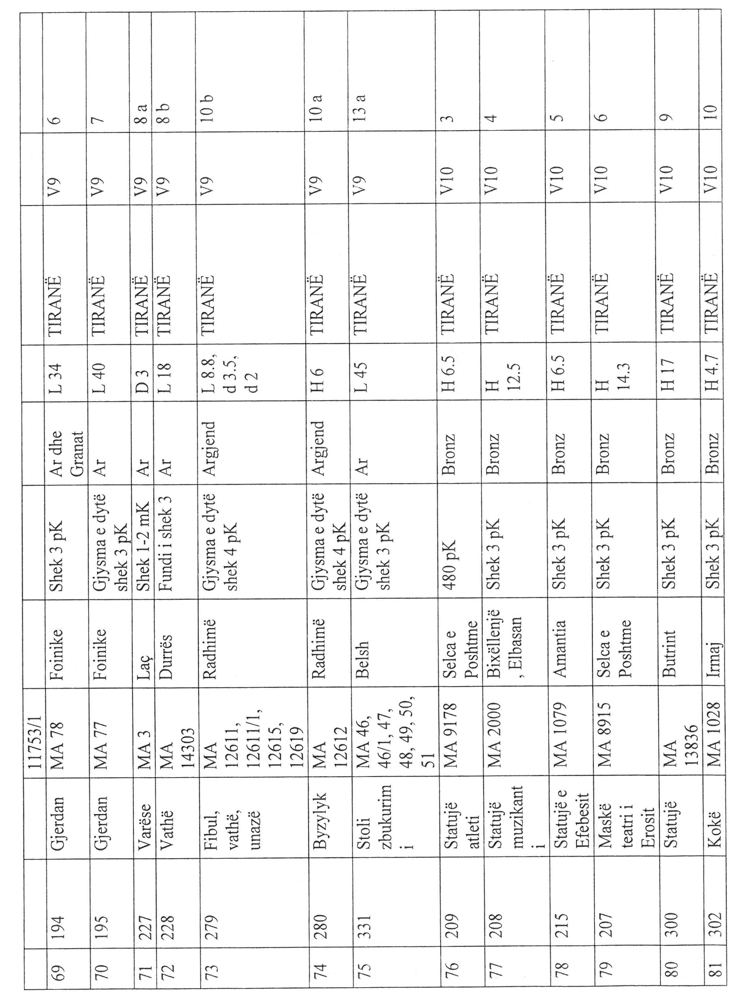 11753/1
69 194 Gjerdan MA 78 Foinike Shek 3 pK Ar dhe L 34 TIRANË V9 6
Granat
70 195 Gjerdan MA 77 Foinike Gjysma e dytë Ar L 40 TIRANË V9 7
shek 3 pK
71 227 Varëse MA 3 Laç Shek 1-2 mK Ar D 3 TIRANË V9 8 a
72 228 Vathë MA Durrës Fundi i shek 3 Ar L 18 TIRANË V9 8 b
14303
73 279 Fibul, MA Radhimë Gjysma e dytë Argjend L 8.8, TIRANË V9 10 b
vathë, 12611, shek 4 pK d 3.5,
unazë 12611/1, d 2
12615,
12619
74 280 Byzylyk MA Radhimë Gjysma e dytë Argjend H 6 TIRANË V9 10 a
12612 shek 4 pK
75 331 Stoli MA 46, Belsh Gjysma e dytë Ar L 45 TIRANË V9 13 a
zbukurim 46/1, 47, shek 3 pK
i 48, 49, 50,
51
76 209 Statujë MA 9178 Selca e 480 pK Bronz H 6.5 TIRANË V10 3
atleti Poshtme
77 208 Statujë MA 2000 Bixëllenjë Shek 3 pK Bronz H TIRANË V10 4
muzikant , Elbasan 12.5
i
78 215 Statujë e MA 1079 Amantia Shek 3 pK Bronz H 6.5 TIRANË V10 5
Efebesit
79 207 Maskë MA 8915 Selca e Shek 3 pK Bronz H TIRANË V10 6
teatri i Poshtme 14.3
Erosit
80 300 Statujë MA Butrint Shek 3 pK Bronz H 17 TIRANË V10 9
13836
81 302 Kokë MA 1028 Irmaj Shek 3 pK Bronz H 4.7 TIRANË V10 10